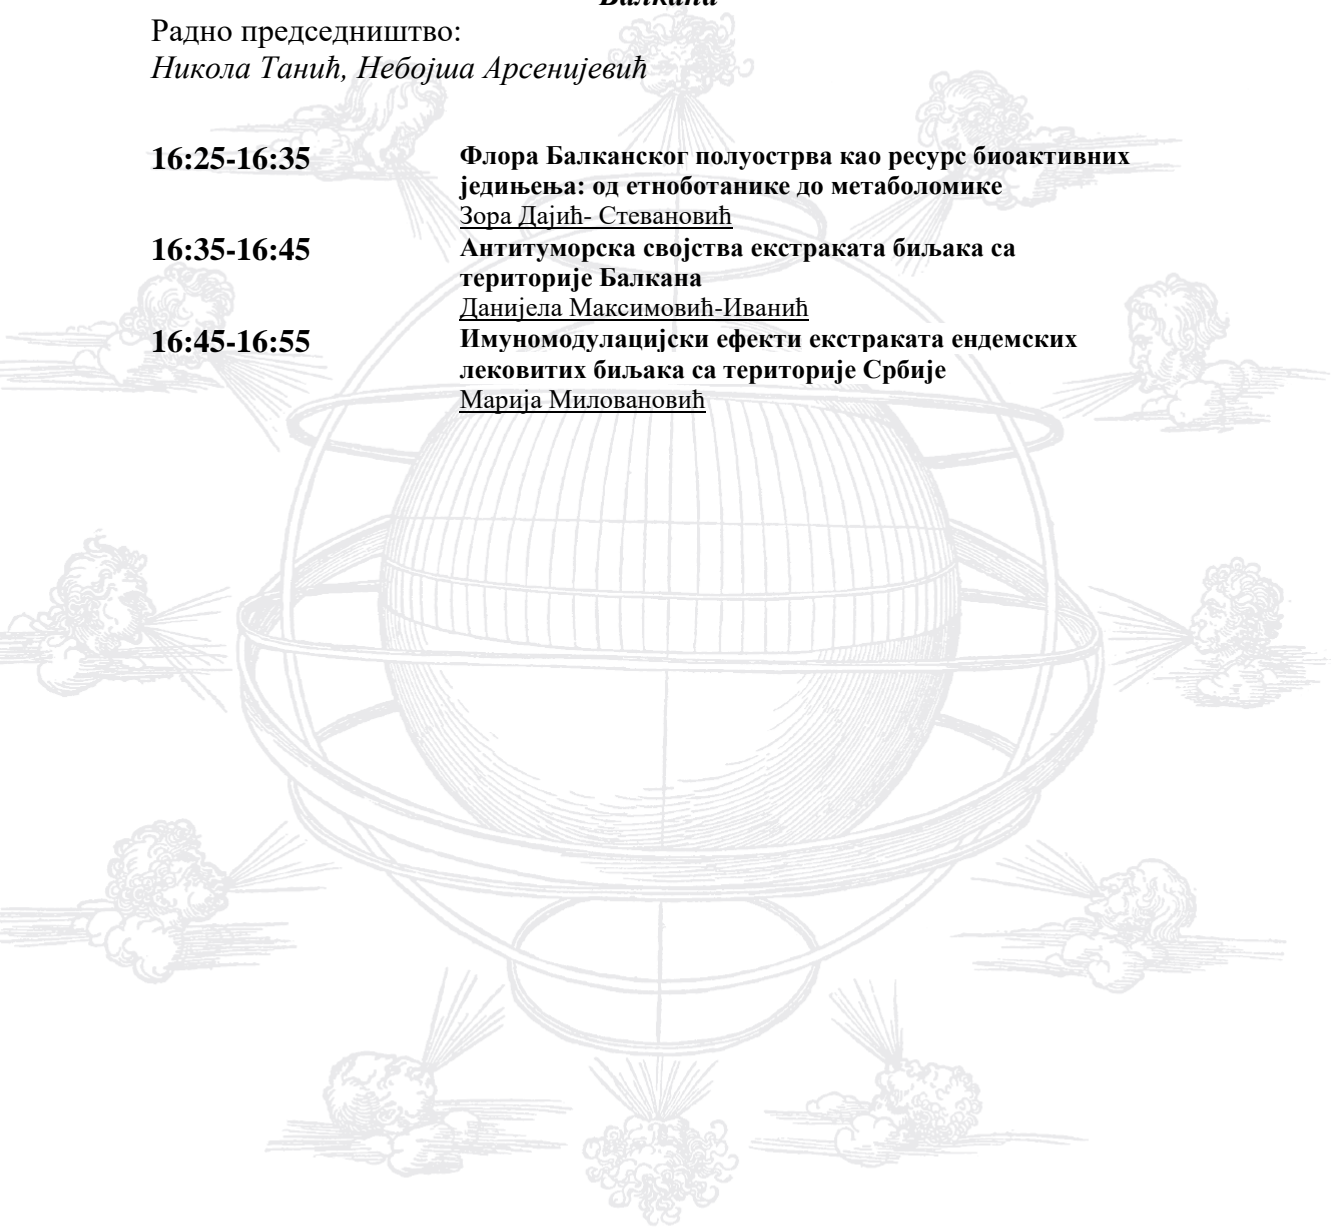 Балкана
Радно председништво:
Никола Танић, Небојша Арсенијевић
16:25-16:35
Флора Балканског полуострва као ресурс биоактивних
једињења: од етноботанике до метаболомике
Зора Дајић- Стевановић
16:35-16:45
Антитуморска својства екстраката биљака са
територије Балкана
Данијела Максимовић-Иванић
16:45-16:55
Имуномодулацијски ефекти екстраката ендемских
лековитих биљака са територије Србије
Марија Миловановић